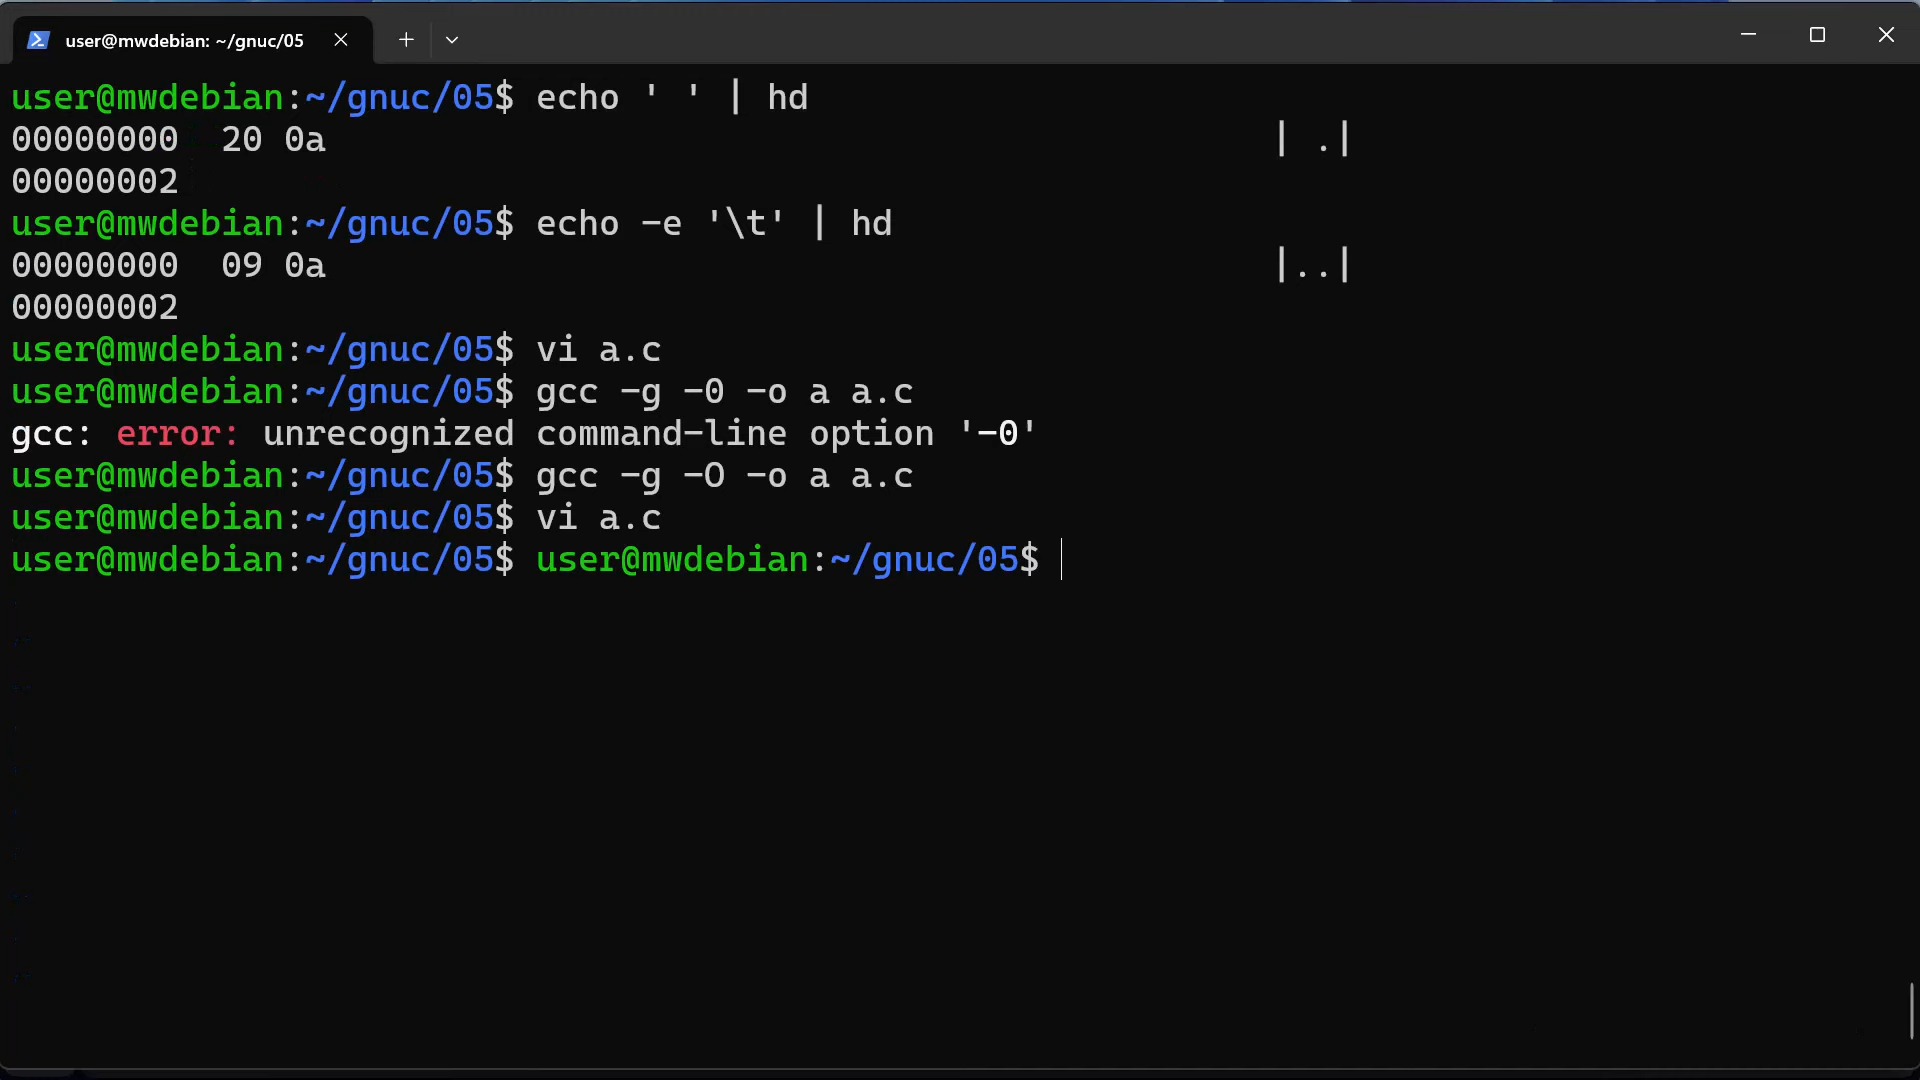 user@mwdebian: ~/gnuc/05
user@mwdebian:~/gnuc/05$ echo ' ' | hd
00000000  20 0a                                             | .|
00000002
user@mwdebian:~/gnuc/05$ echo -e '\t' | hd
00000000  09 0a                                             |..|
00000002
user@mwdebian:~/gnuc/05$ vi a.c
user@mwdebian:~/gnuc/05$ gcc -g -0 -o a a.c
gcc: error: unrecognized command-line option '-0'
user@mwdebian:~/gnuc/05$ gcc -g -O -o a a.c
user@mwdebian:~/gnuc/05$ vi a.c
user@mwdebian:~/gnuc/05$ user@mwdebian:~/gnuc/05$